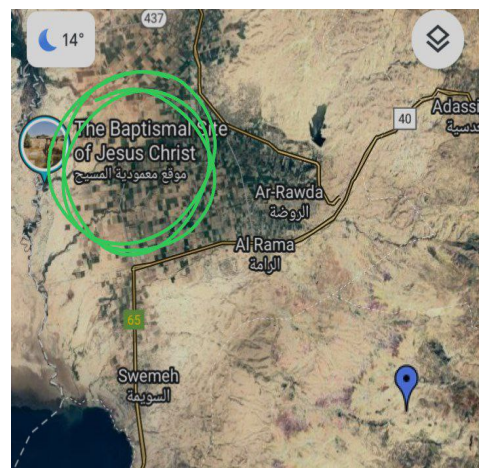 14°
437
The Baptismal Site
of Jesus Christ
موقع معمودية المسيح
40
Adassi
عدسية
Ar-Rawda
الروضة
Al Rama
الرامة
65
Swemeh
السويمة